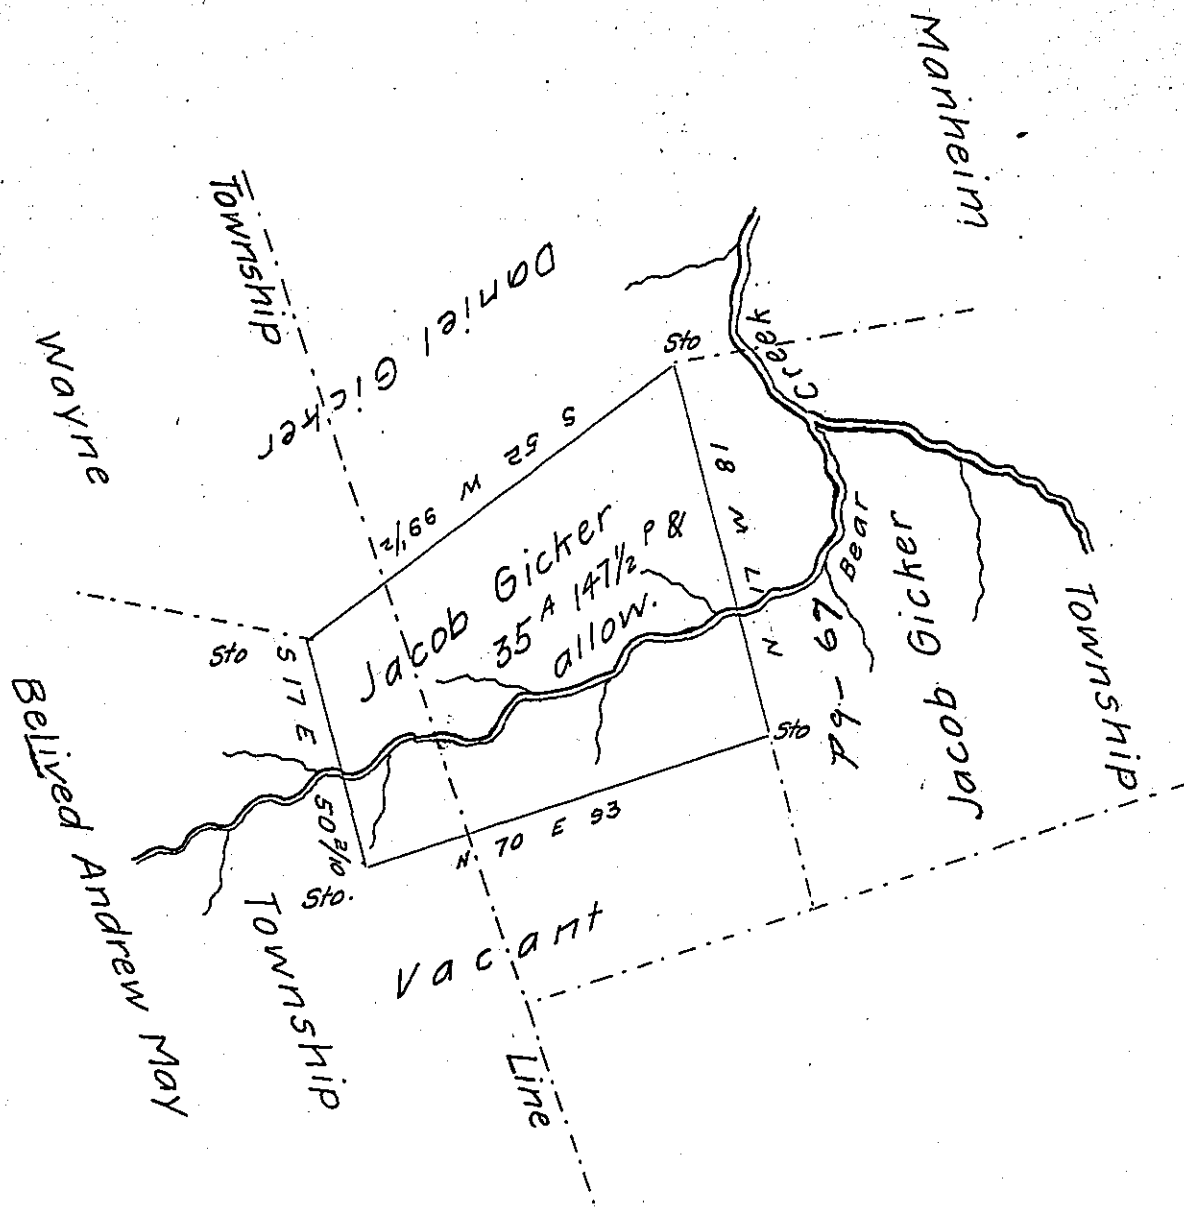 Manheim
Township
Wayne
Township
Line
Daniel Gicker
Bear Creek
Sto
S 52 W 99 1/2
N 17 W 81
Jacob Gicker
35 A 147 1/2 P &
allow.
Sto
S 17 E 50 2/10
Sto.
N. 70 E 93
Sto
Pg - 67
Jacob Gicker
Township
Belived Andrew May
Vacant